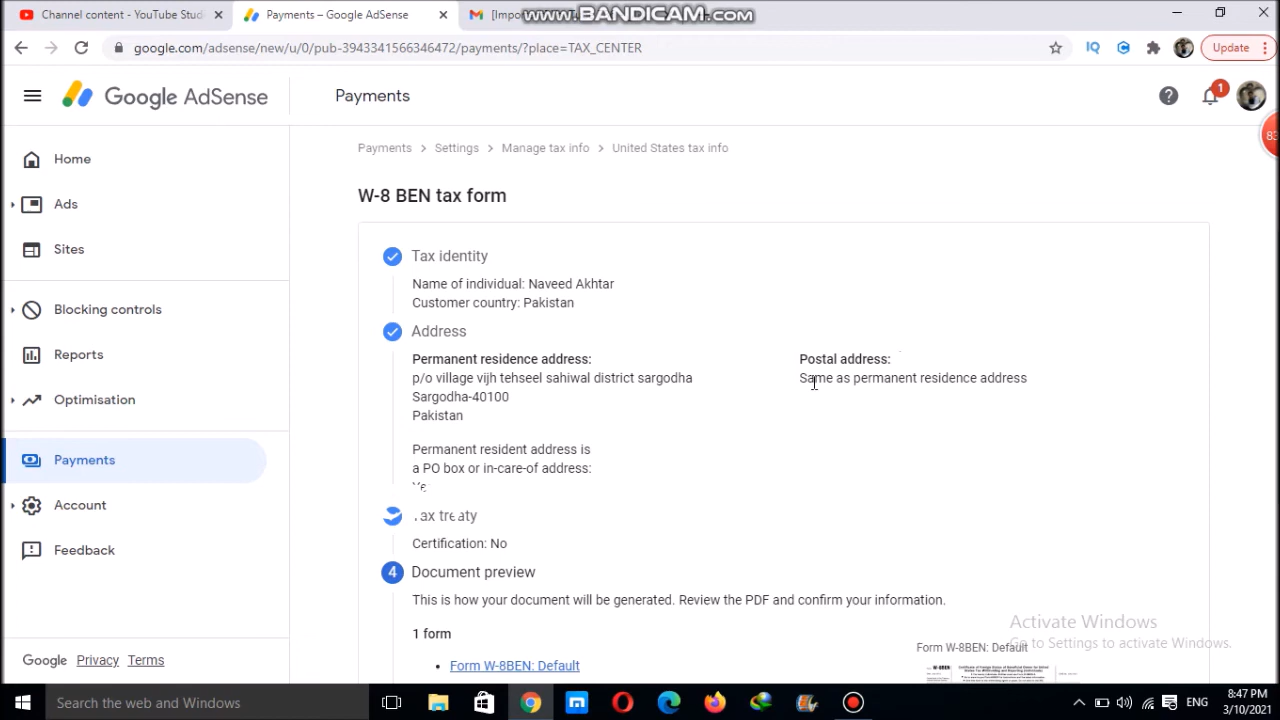 Channel content - YouTube Stud
Payments – Google AdSense
[Impor
www.BANDICAM.com
google.com/adsense/new/u/0/pub-3943341566346472/payments/?place=TAX_CENTER
Update
Google AdSense
Payments
1
83
Home
Ads
Sites
Blocking controls
Reports
Optimisation
Payments
Account
Feedback
Google Privacy Terms
Payments > Settings > Manage tax info > United States tax info
W-8 BEN tax form
Tax identity
Name of individual: Naveed Akhtar
Customer country: Pakistan
Address
Permanent residence address:
p/o village vijh tehseel sahiwal district sargodha
Sargodha-40100
Pakistan
Permanent resident address is
a PO box or in-care-of address:
Postal address:
Same as permanent residence address
Tax treaty
Certification: No
4 Document preview
This is how your document will be generated. Review the PDF and confirm your information.
1 form
• Form W-8BEN: Default
Form W-8BEN: Default
W-8BEN
Activate Windows
Go to Settings to activate Windows.
Search the web and Windows
ENG
8:47 PM
3/10/2021